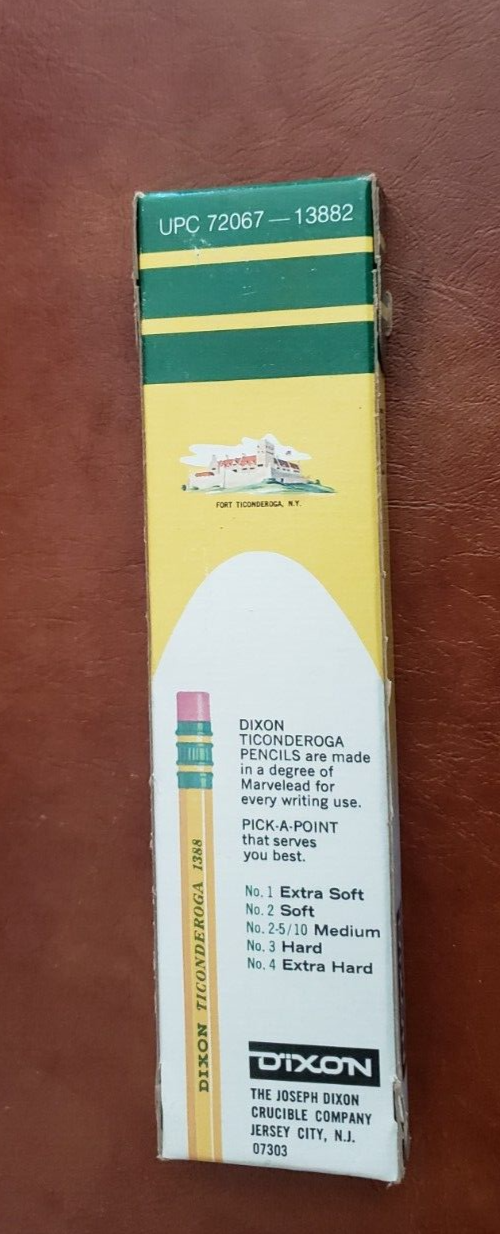 UPC 72067—13882
FORT TICONDEROGA, N.Y.
DIXON
TICONDEROGA
PENCILS are made
in a degree of
Marvelead for
every writing use.
PICK-A-POINT
that serves
you best.
No. 1 Extra Soft
No. 2 Soft
No. 2-5/10 Medium
No. 3 Hard
No. 4 Extra Hard
DIXON TICONDEROGA 1388
DIXON
THE JOSEPH DIXON
CRUCIBLE COMPANY
JERSEY CITY, N.J.
07303